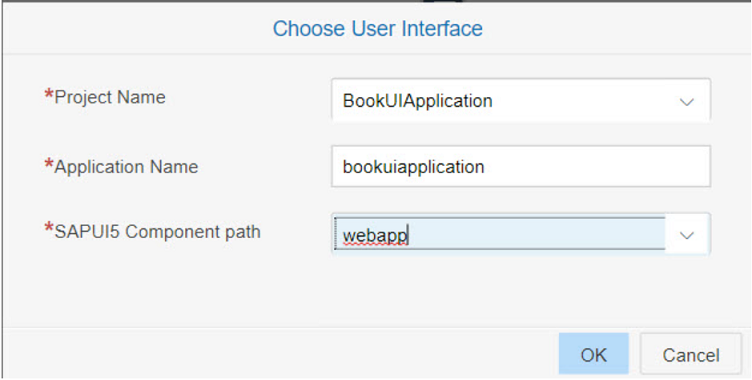 Choose User Interface
*Project Name BookUIApplication
*Application Name bookuiapplication
*SAPUI5 Component path webapp
OK Cancel